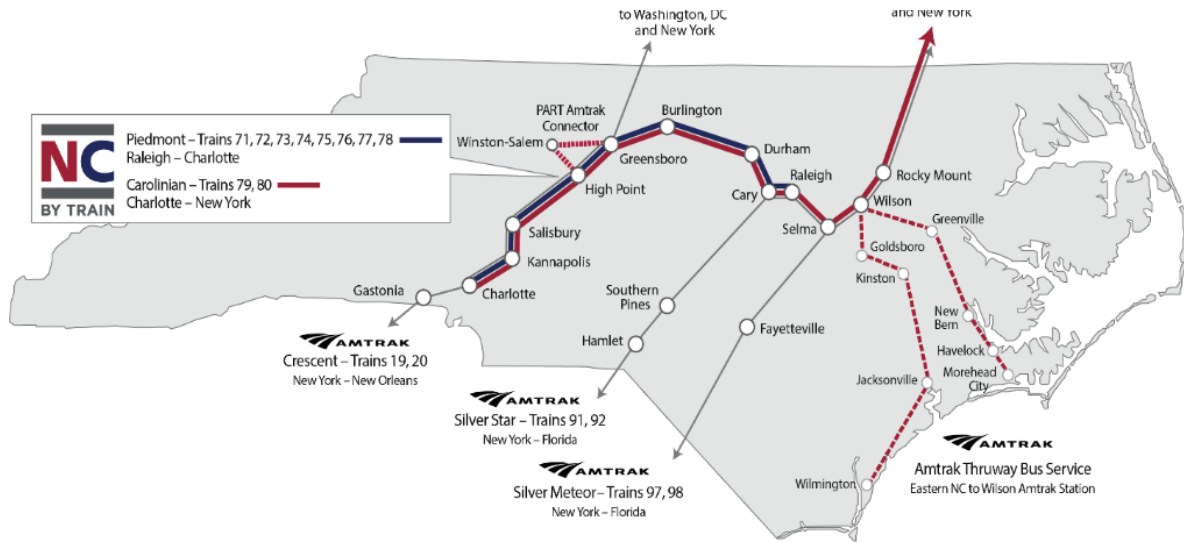 to Washington, DC
and New York
and New York
NC
BY TRAIN
Piedmont – Trains 71, 72, 73, 74, 75, 76, 77, 78
Raleigh – Charlotte
Carolinian – Trains 79, 80
Charlotte – New York
PART Amtrak
Connector
Winston-Salem
Burlington
Greensboro
High Point
Durham
Raleigh
Cary
Rocky Mount
Wilson
Selma
Greenville
Goldsboro
Kinston
Salisbury
Kannapolis
Charlotte
Gastonia
Southern
Pines
Hamlet
Fayetteville
New
Bern
Havelock
Morehead
City
Jacksonville
Wilmington
AMTRAK
Crescent – Trains 19, 20
New York – New Orleans
AMTRAK
Silver Star – Trains 91, 92
New York – Florida
AMTRAK
Silver Meteor– Trains 97, 98
New York – Florida
AMTRAK
Amtrak Thruway Bus Service
Eastern NC to Wilson Amtrak Station